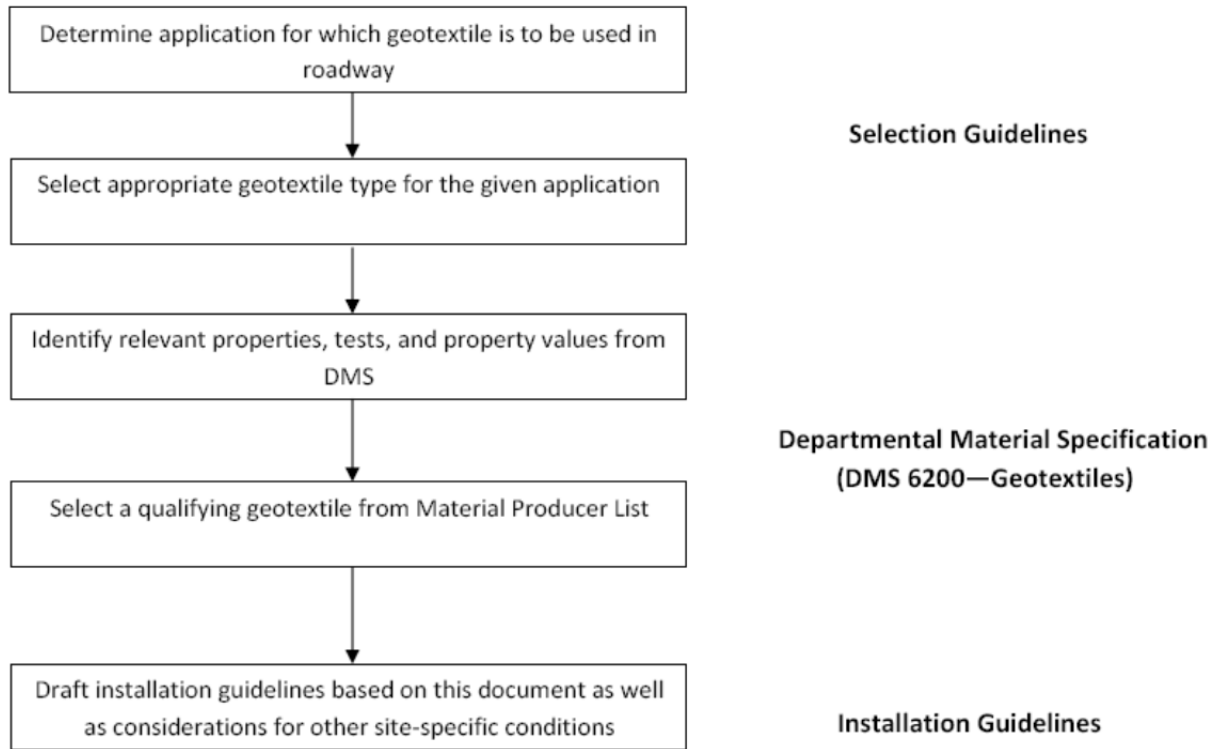 Determine application for which geotextile is to be used in
roadway
Selection Guidelines
Select appropriate geotextile type for the given application
Identify relevant properties, tests, and property values from
DMS
Departmental Material Specification
(DMS 6200—Geotextiles)
Select a qualifying geotextile from Material Producer List
Draft installation guidelines based on this document as well
as considerations for other site-specific conditions
Installation Guidelines